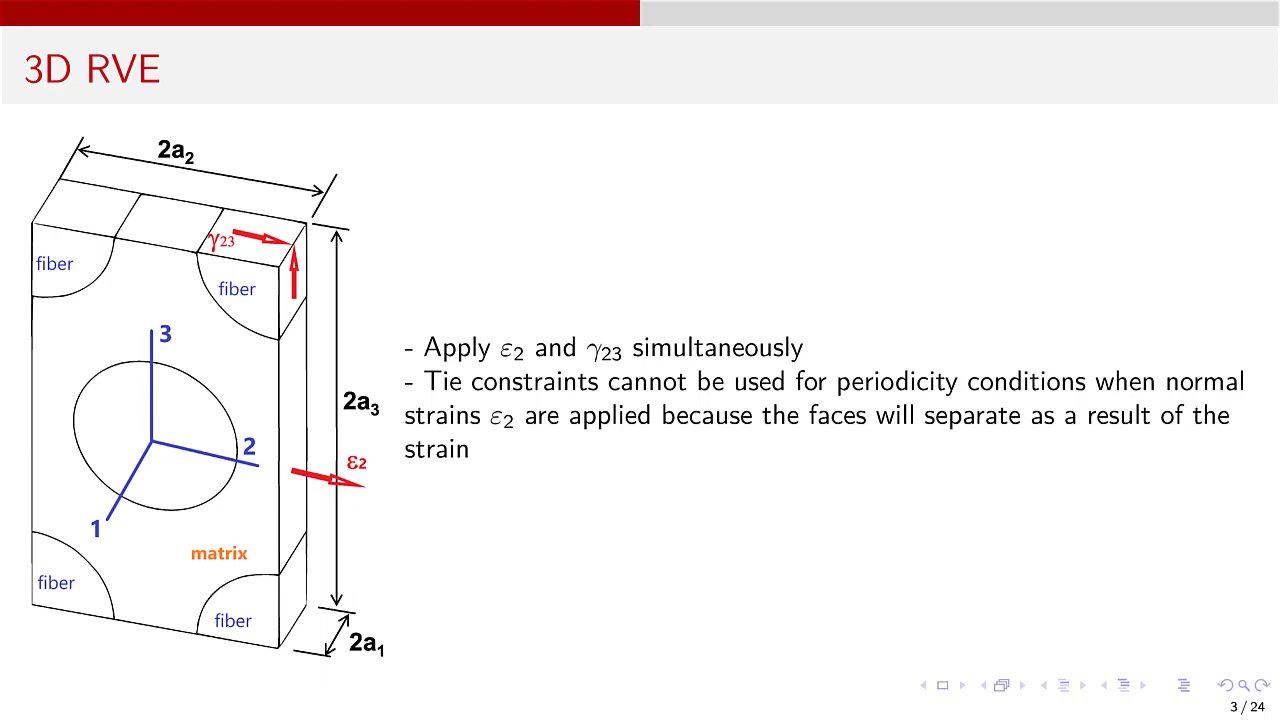 3D RVE
2a₂
γ₂₃
fiber
fiber
3
- Apply ε₂ and γ₂₃ simultaneously
- Tie constraints cannot be used for periodicity conditions when normal
strains ε₂ are applied because the faces will separate as a result of the
strain
2a₃
2
ε₂
1
matrix
fiber
fiber
2a₁
3 / 24